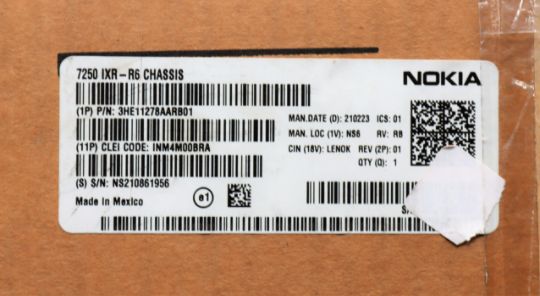 7250 IXR-R6 CHASSIS
NOKIA
(1P) P/N: 3HE11278AARB01
MAN.DATE (D): 210223 ICS: 01
MAN. LOC (1V): NS6 RV: RB
(11P) CLEI CODE: INM4M00BRA
CIN (18V): LENOK REV (2P): 01
QTY (Q): 1
(S) S/N: NS210861956
Made in Mexico
e1